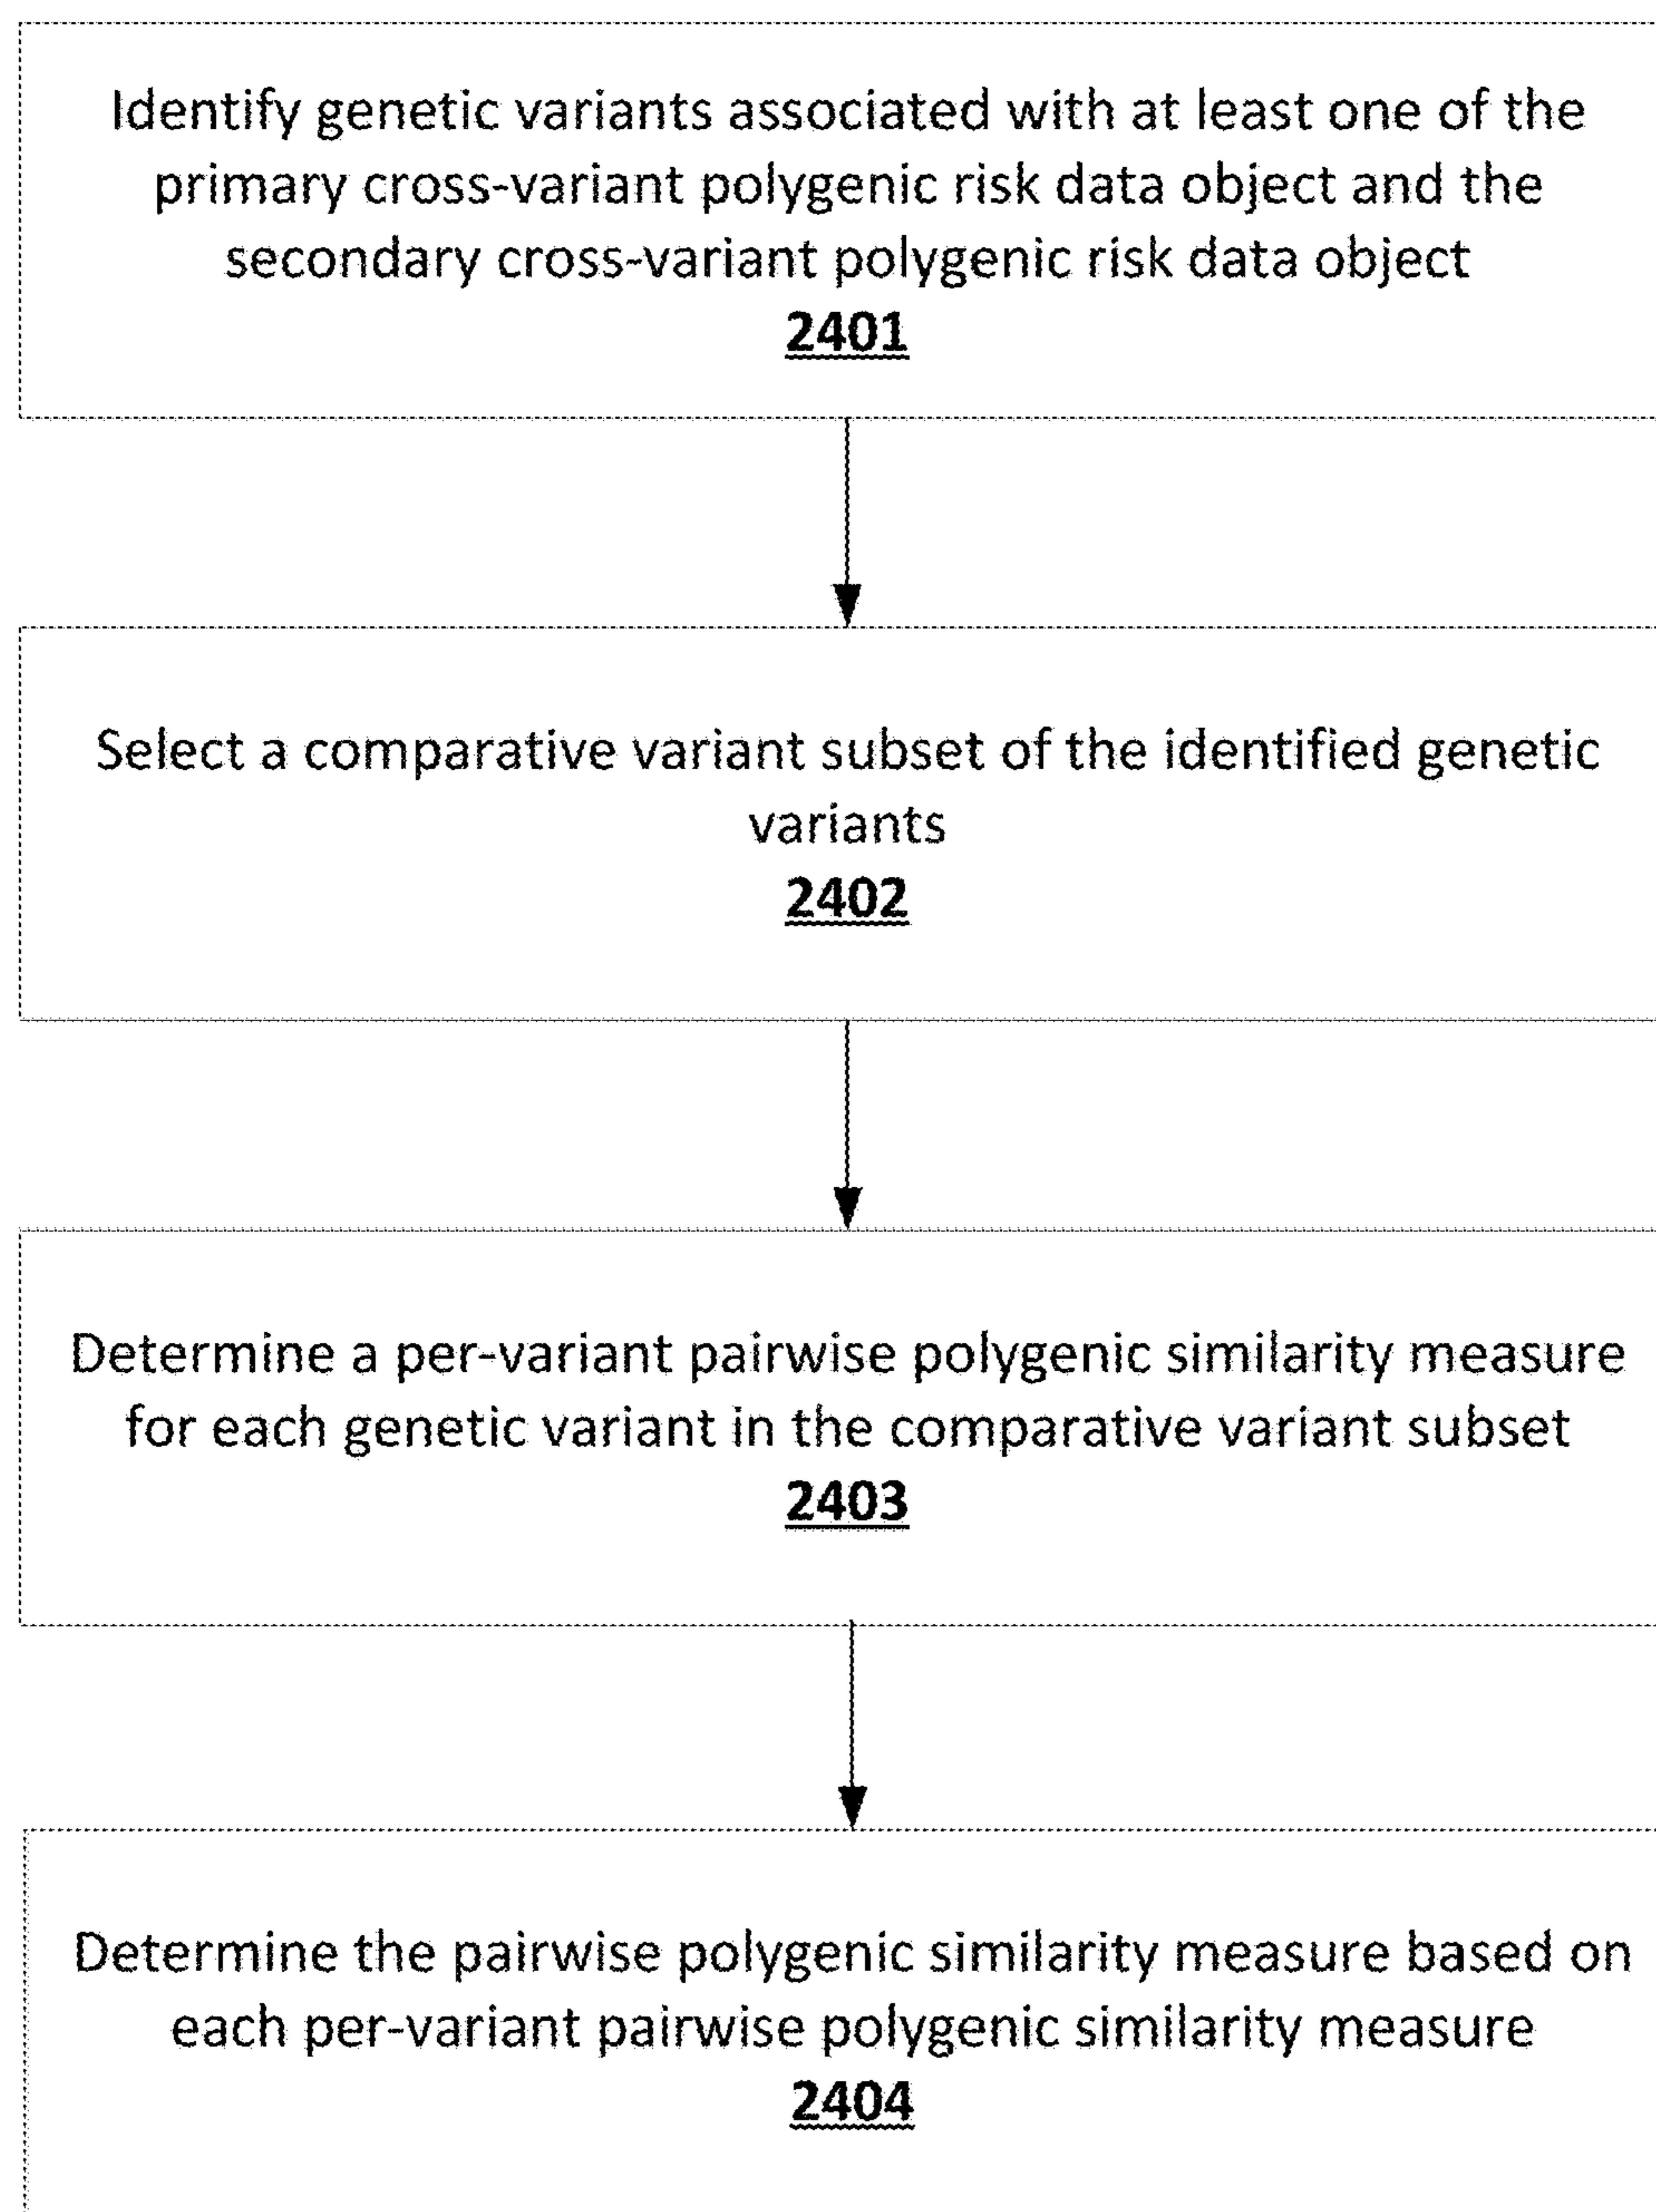 Identify genetic variants associated with at least one of the
primary cross-variant polygenic risk data object and the
secondary cross-variant polygenic risk data object
2401
Select a comparative variant subset of the identified genetic
variants
2402
Determine a per-variant pairwise polygenic similarity measure
for each genetic variant in the comparative variant subset
2403
Determine the pairwise polygenic similarity measure based on
each per-variant pairwise polygenic similarity measure
2404